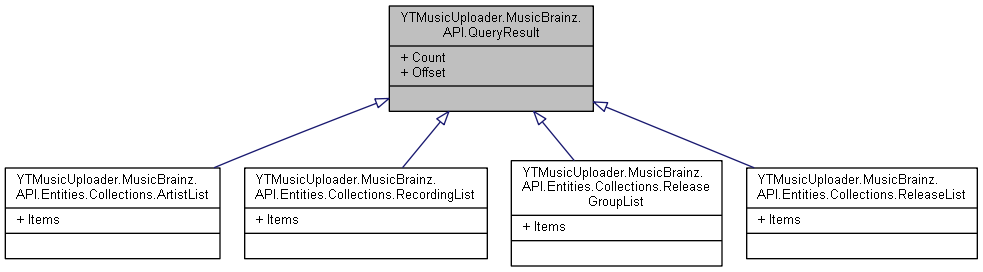 YTMusicUploader.MusicBrainz.
API.QueryResult
+ Count
+ Offset
YTMusicUploader.MusicBrainz.
API.Entities.Collections.ArtistList
+ Items
YTMusicUploader.MusicBrainz.
API.Entities.Collections.RecordingList
+ Items
YTMusicUploader.MusicBrainz.
API.Entities.Collections.Release
GroupList
+ Items
YTMusicUploader.MusicBrainz.
API.Entities.Collections.ReleaseList
+ Items